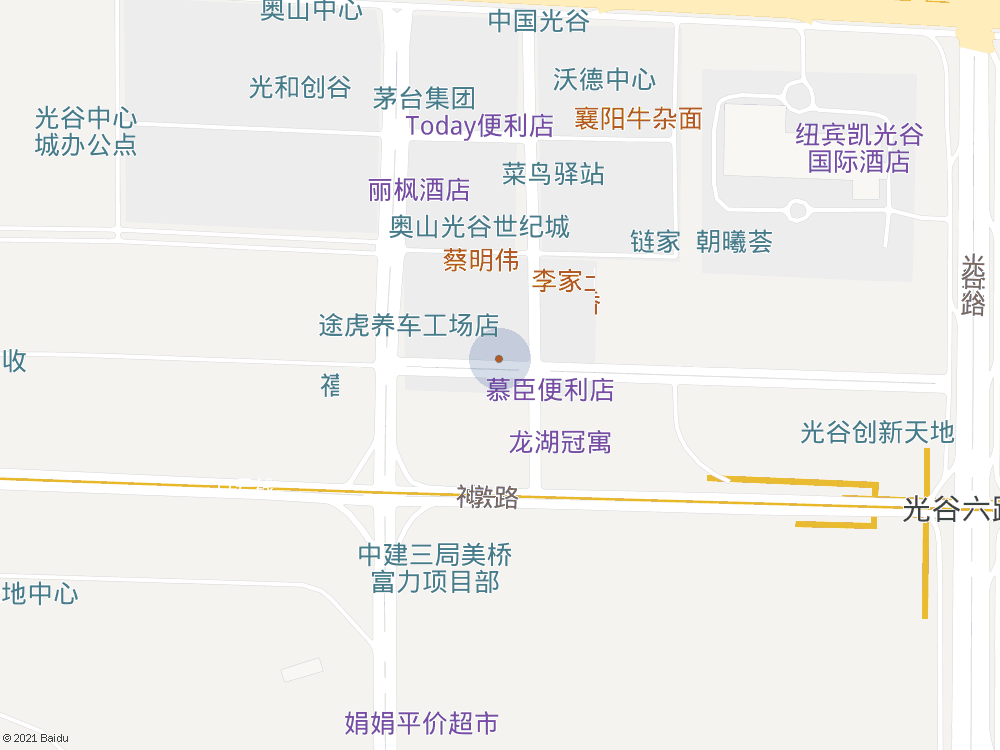 奥山中心
中国光谷
光和创谷
茅台集团
沃德中心
光谷中心
城办公点
Today便利店
襄阳牛杂面
纽宾凯光谷
国际酒店
丽枫酒店
菜鸟驿站
奥山光谷世纪城
链家
朝曦荟
蔡明伟
李家二
光谷
路
途虎养车工场店
收
慕臣便利店
光谷创新天地
龙湖冠寓
敦路
光谷六路
中建三局美桥
富力项目部
地中心
娟娟平价超市
© 2021 Baidu